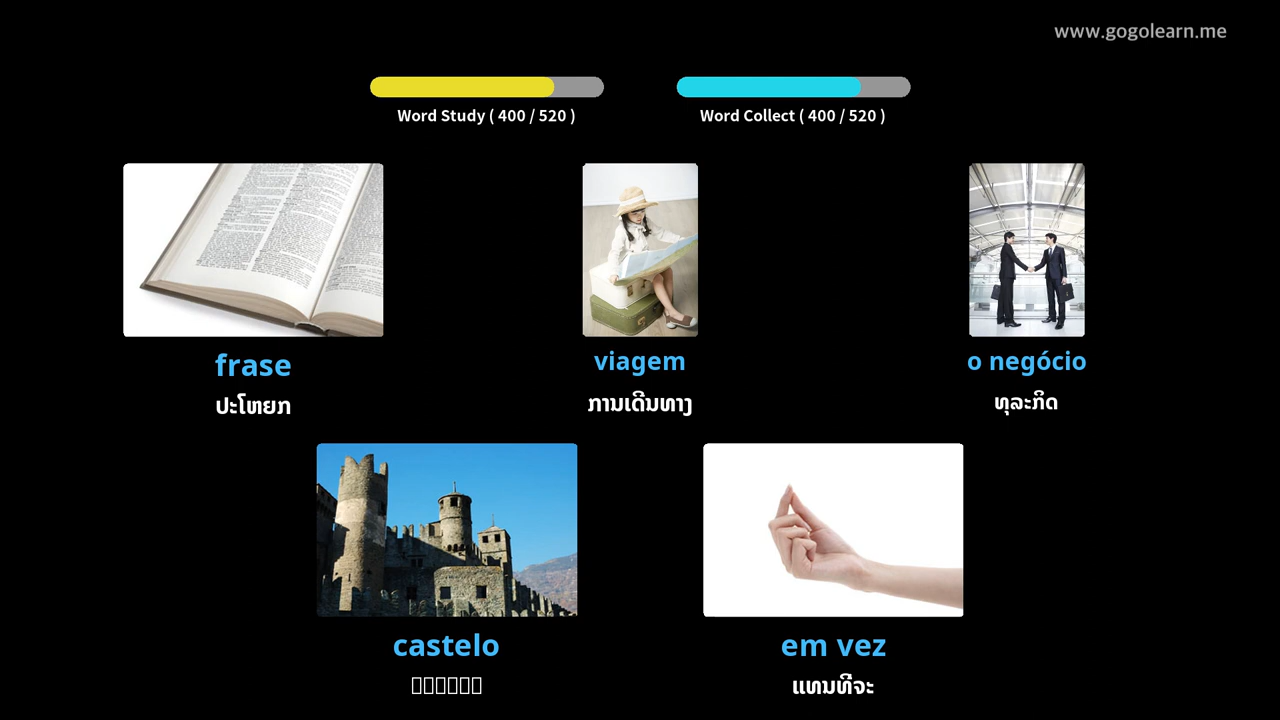 www.gogolearn.me
Word Study ( 400 / 520 )
Word Collect ( 400 / 520 )
frase
ປະໂຫຍກ
viagem
ການເດີນທາງ
o negócio
ທຸລະກິດ
castelo
em vez
ແທນທີ່ຈະ